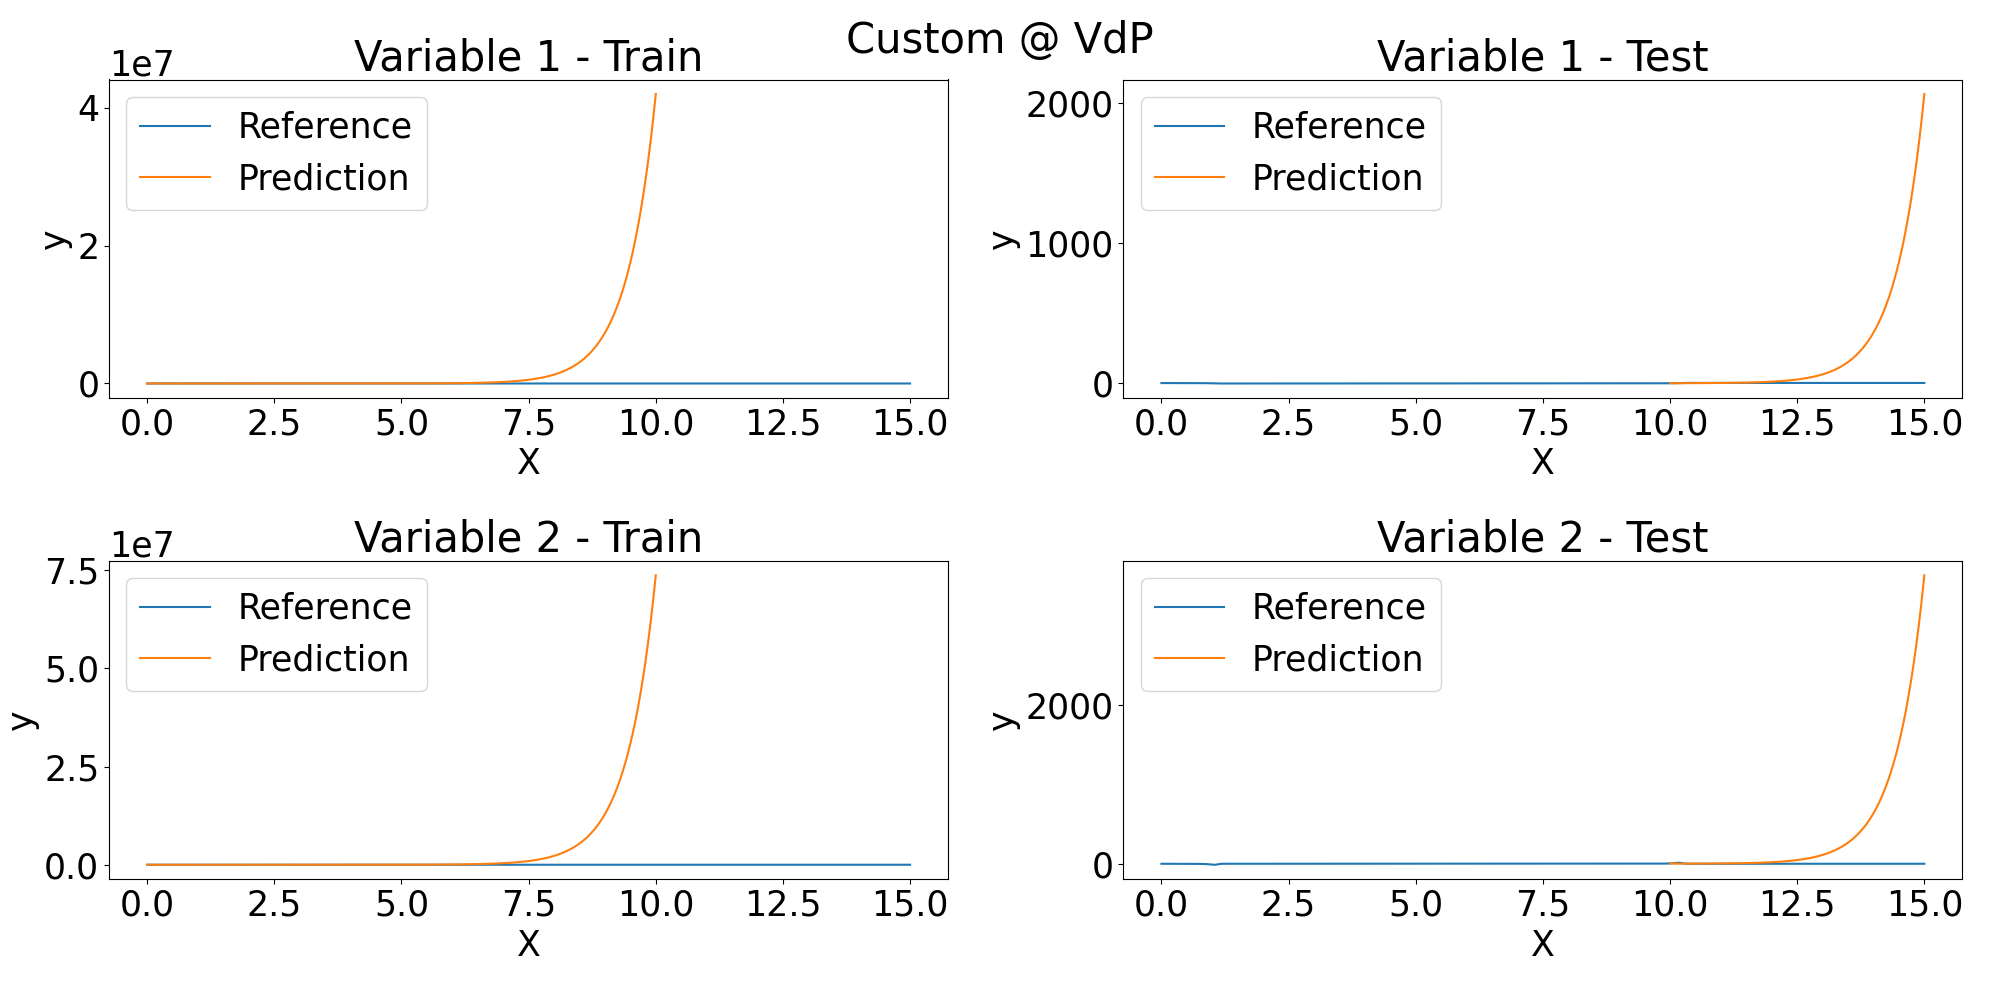 Custom @ VdP
Variable 1 - Train
1e7
4
2
0
y
Reference
Prediction
0.0 2.5 5.0 7.5 10.0 12.5 15.0
X
Variable 1 - Test
2000
1000
0
y
Reference
Prediction
0.0 2.5 5.0 7.5 10.0 12.5 15.0
X
Variable 2 - Train
1e7
7.5
5.0
2.5
0.0
y
Reference
Prediction
0.0 2.5 5.0 7.5 10.0 12.5 15.0
X
Variable 2 - Test
2000
0
y
Reference
Prediction
0.0 2.5 5.0 7.5 10.0 12.5 15.0
X